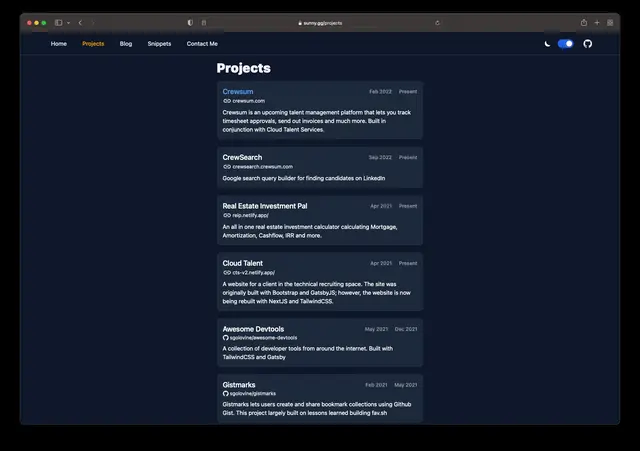 sunny.gg/projects
Home Projects Blog Snippets Contact Me
Projects
Crewsum Feb 2022 Present
crewsum.com
Crewsum is an upcoming talent management platform that lets you track
timesheet approvals, send out invoices and much more. Built in
conjunction with Cloud Talent Services.
CrewSearch Sep 2022 Present
crewsearch.crewsum.com
Google search query builder for finding candidates on LinkedIn
Real Estate Investment Pal Apr 2021 Present
reip.netlify.app/
An all in one real estate investment calculator calculating Mortgage,
Amortization, Cashflow, IRR and more.
Cloud Talent Apr 2021 Present
cts-v2.netlify.app/
A website for a client in the technical recruiting space. The site was
originally built with Bootstrap and GatsbyJS; however, the website is now
being rebuilt with NextJS and TailwindCSS.
Awesome Devtools May 2021 Dec 2021
sgolovine/awesome-devtools
A collection of developer tools from around the internet. Built with
TailwindCSS and Gatsby
Gistmarks Feb 2021 May 2021
sgolovine/gistmarks
Gistmarks lets users create and share bookmark collections using Github
Gist. This project largely built on lessons learned building fav.sh